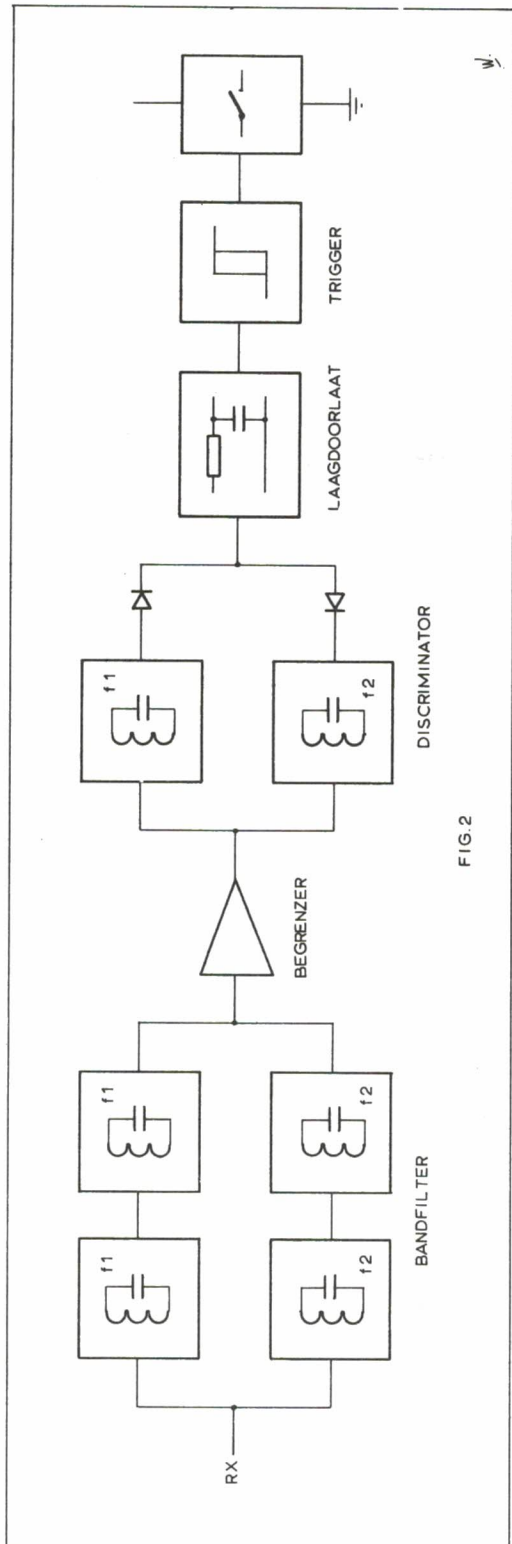 RX
f1
f1
f2
f2
BANDFILTER
BEGRENZER
f1
f2
DISCRIMINATOR
LAAGDOORLAAT
TRIGGER
FIG.2